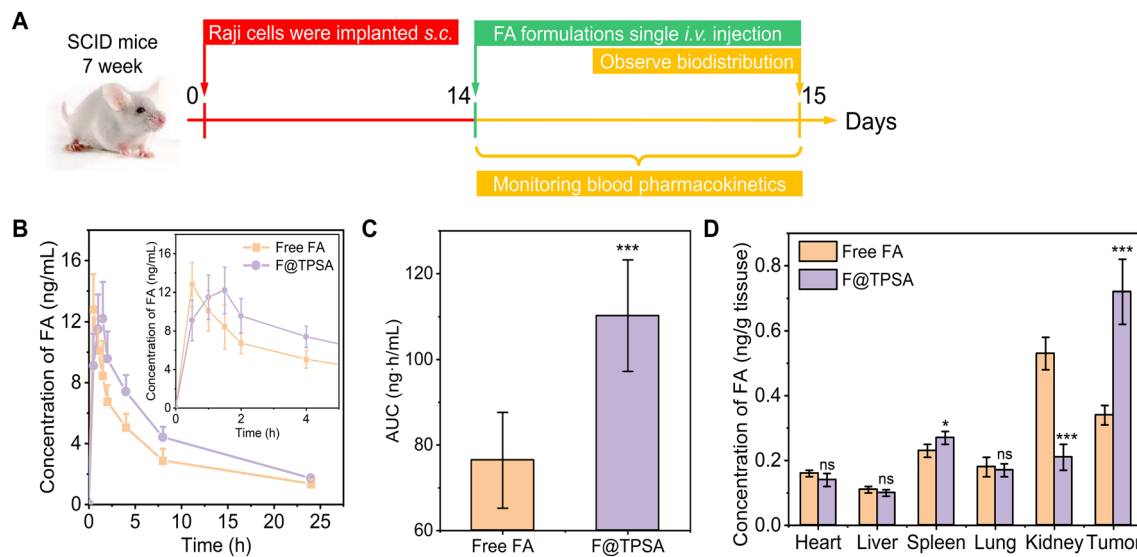 A
SCID mice
7 week
Raji cells were implanted s.c.
FA formulations single i.v. injection
Observe biodistribution
0
14
15
Days
Monitoring blood pharmacokinetics
B
Concentration of FA (ng/mL)
16
12
8
4
0
0
5
10
15
20
25
Time (h)
Free FA
F@TPSA
Concentration of FA (ng/mL)
16
12
8
4
0
0
2
4
Time (h)
C
AUC (ng·h/mL)
120
100
80
60
***
Free FA
F@TPSA
D
Concentration of FA (ng/g tissuse)
0.8
0.6
0.4
0.2
0.0
Free FA
F@TPSA
ns
ns
*
ns
***
***
Heart
Liver
Spleen
Lung
Kidney
Tumor